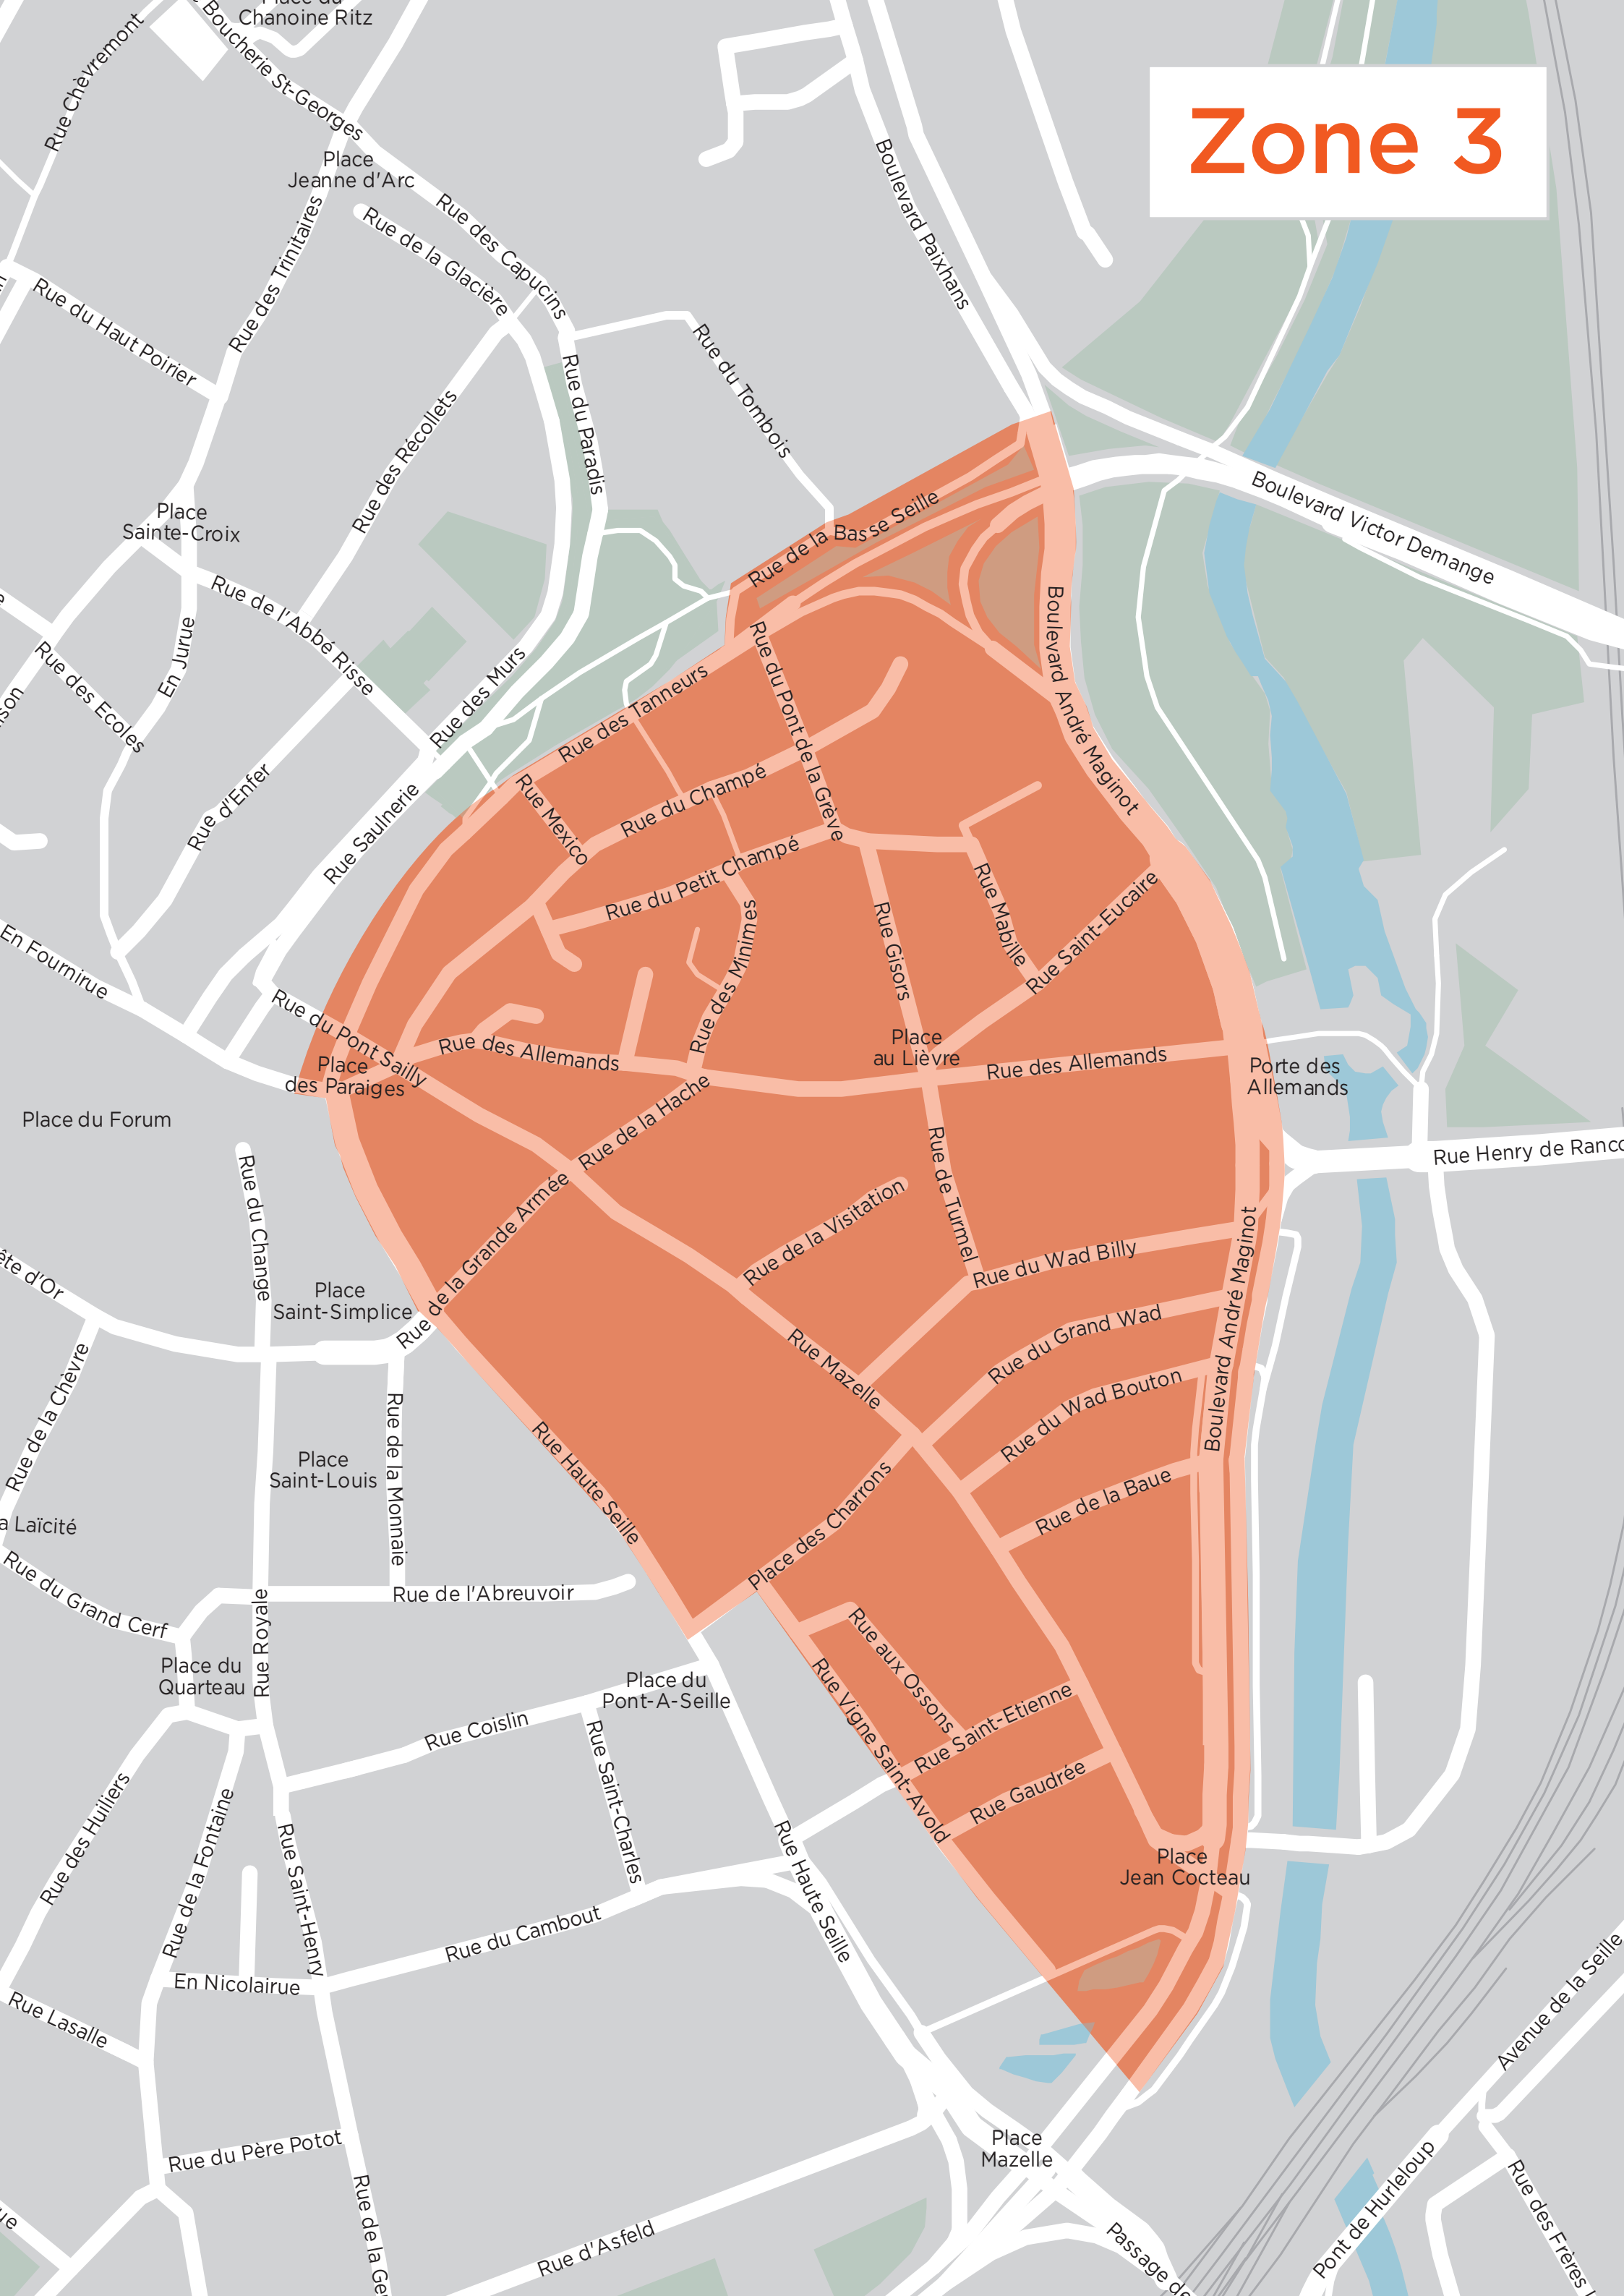 Chanoine Ritz
Boucherie St-Georges
Rue Chèvremont
Zone 3
Place
Jeanne d'Arc
Rue des Capucins
Rue de la Glacière
Rue des Trinitaires
Boulevard Paixhans
Rue du Haut Poirier
Rue du Tombois
Rue du Paradis
Rue des Récollets
Place
Sainte-Croix
Boulevard Victor Demange
Rue de la Basse Seille
Rue de l'Abbé Risse
En Jurue
Rue des Ecoles
Rue des Murs
Rue des Tanneurs
Rue du Pont de la Grève
Boulevard André Maginot
Rue d'Enfer
Rue Saulnerie
Rue Mexico
Rue du Champé
Rue du Petit Champé
Rue Mabille
Rue Saint-Eucaire
Rue Gisors
Rue des Minimes
En Fournirue
Rue du Pont Sailly
Place
des Paraiges
Rue des Allemands
Place
au Lièvre
Rue des Allemands
Porte des
Allemands
Place du Forum
Rue de la Hache
Rue de Turmel
Rue Henry de Ranco
Rue du Change
Rue de la Grande Armée
Rue de la Visitation
Rue du Wad Billy
Boulevard André Maginot
ête d'Or
Place
Saint-Simplice
Rue Mazelle
Rue du Grand Wad
Rue du Wad Bouton
Rue de la Chèvre
Rue de la Monnaie
Place
Saint-Louis
Rue Haute Seille
Place des Charrons
Rue de la Baue
a Laïcité
Rue du Grand Cerf
Rue de l'Abreuvoir
Rue Royale
Place du
Quarteau
Place du
Pont-A-Seille
Rue aux Ossons
Rue Vigne Saint-Avold
Rue Saint-Etienne
Rue Coislin
Rue Saint-Charles
Rue Gaudrée
Rue des Huiliers
Rue de la Fontaine
Rue Saint-Henry
Rue Haute Seille
Place
Jean Cocteau
Rue du Cambout
En Nicolairue
Rue Lasalle
Avenue de la Seille
Place
Mazelle
Rue du Père Potot
Rue de la Ge
Rue d'Asfeld
Passage de
Pont de Hurleloup
Rue des Frères